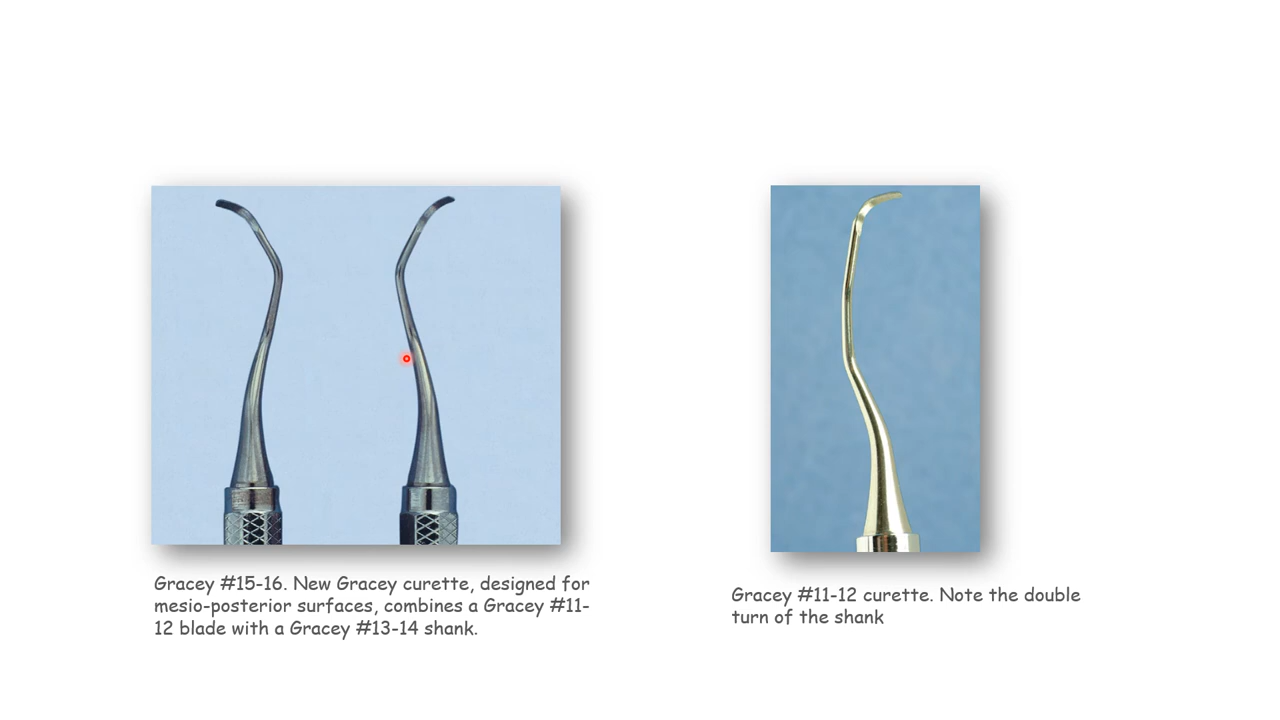 Gracey #15-16. New Gracey curette, designed for
mesio-posterior surfaces, combines a Gracey #11-
12 blade with a Gracey #13-14 shank.
Gracey #11-12 curette. Note the double
turn of the shank